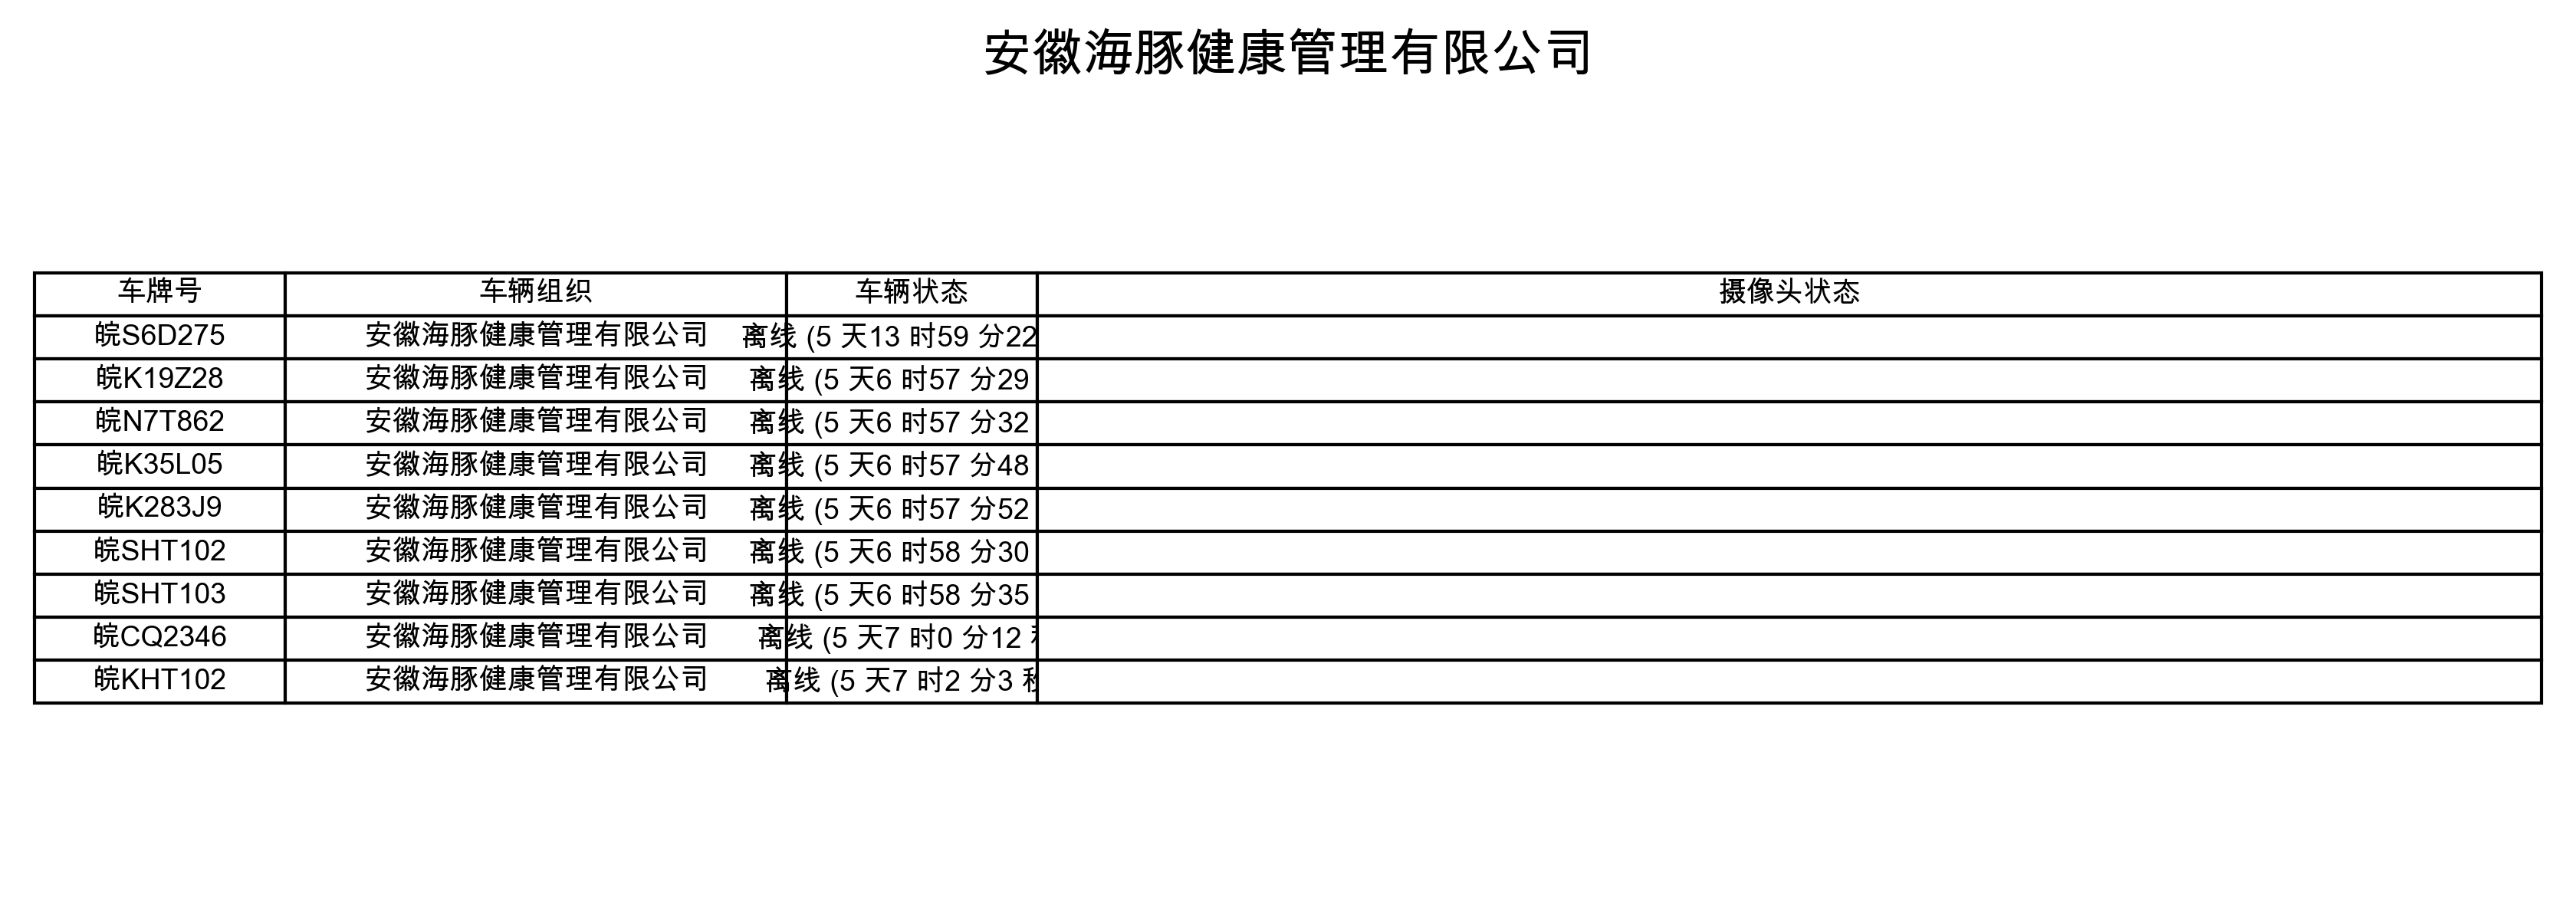 安徽海豚健康管理有限公司
车牌号 车辆组织 车辆状态 摄像头状态
皖S6D275 安徽海豚健康管理有限公司 离线 (5 天13 时59 分22
皖K19Z28 安徽海豚健康管理有限公司 离线 (5 天6 时57 分29
皖N7T862 安徽海豚健康管理有限公司 离线 (5 天6 时57 分32
皖K35L05 安徽海豚健康管理有限公司 离线 (5 天6 时57 分48
皖K283J9 安徽海豚健康管理有限公司 离线 (5 天6 时57 分52
皖SHT102 安徽海豚健康管理有限公司 离线 (5 天6 时58 分30
皖SHT103 安徽海豚健康管理有限公司 离线 (5 天6 时58 分35
皖CQ2346 安徽海豚健康管理有限公司 离线 (5 天7 时0 分12
皖KHT102 安徽海豚健康管理有限公司 离线 (5 天7 时2 分3 秒